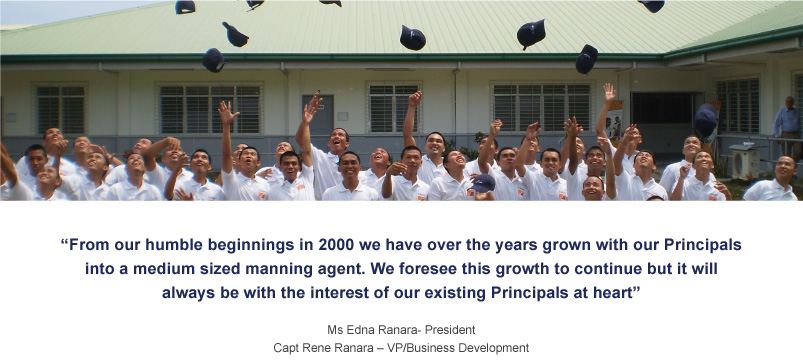 “From our humble beginnings in 2000 we have over the years grown with our Principals
into a medium sized manning agent. We foresee this growth to continue but it will
always be with the interest of our existing Principals at heart”
Ms Edna Ranara- President
Capt Rene Ranara – VP/Business Development